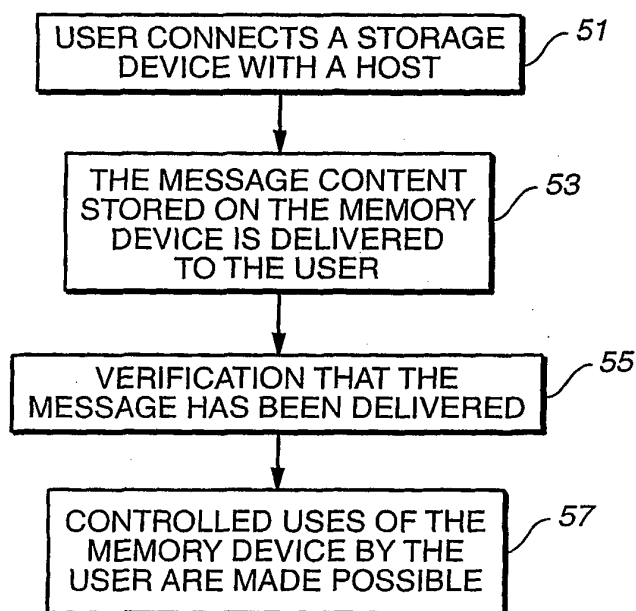 USER CONNECTS A STORAGE
DEVICE WITH A HOST
51
THE MESSAGE CONTENT
STORED ON THE MEMORY
DEVICE IS DELIVERED
TO THE USER
53
VERIFICATION THAT THE
MESSAGE HAS BEEN DELIVERED
55
CONTROLLED USES OF THE
MEMORY DEVICE BY THE
USER ARE MADE POSSIBLE
57